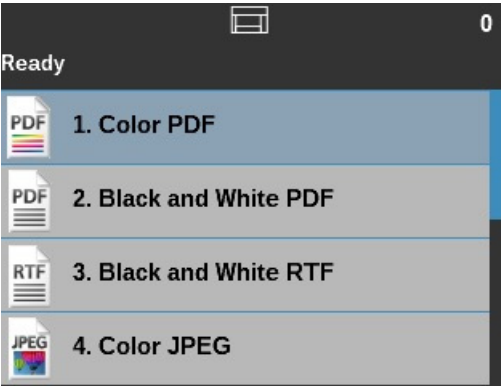 0
Ready
PDF 1. Color PDF
PDF 2. Black and White PDF
RTF 3. Black and White RTF
JPEG 4. Color JPEG